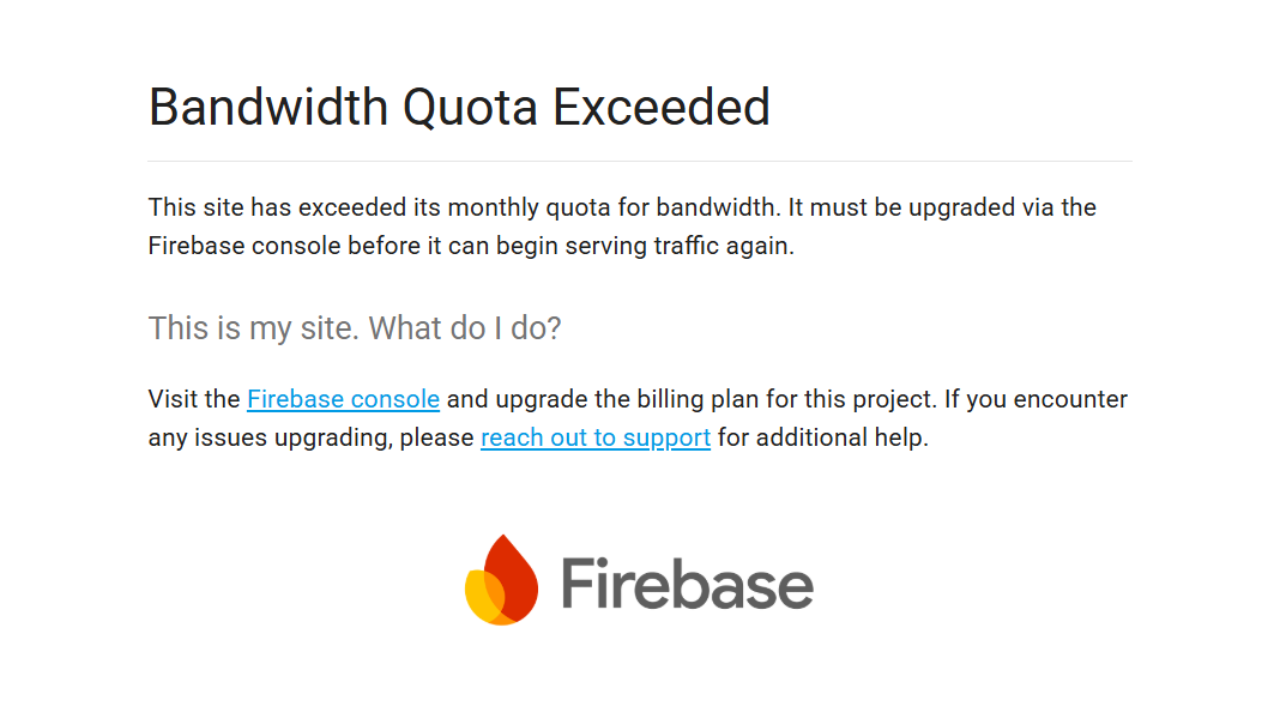 Bandwidth Quota Exceeded
This site has exceeded its monthly quota for bandwidth. It must be upgraded via the
Firebase console before it can begin serving traffic again.
This is my site. What do I do?
Visit the Firebase console and upgrade the billing plan for this project. If you encounter
any issues upgrading, please reach out to support for additional help.
Firebase